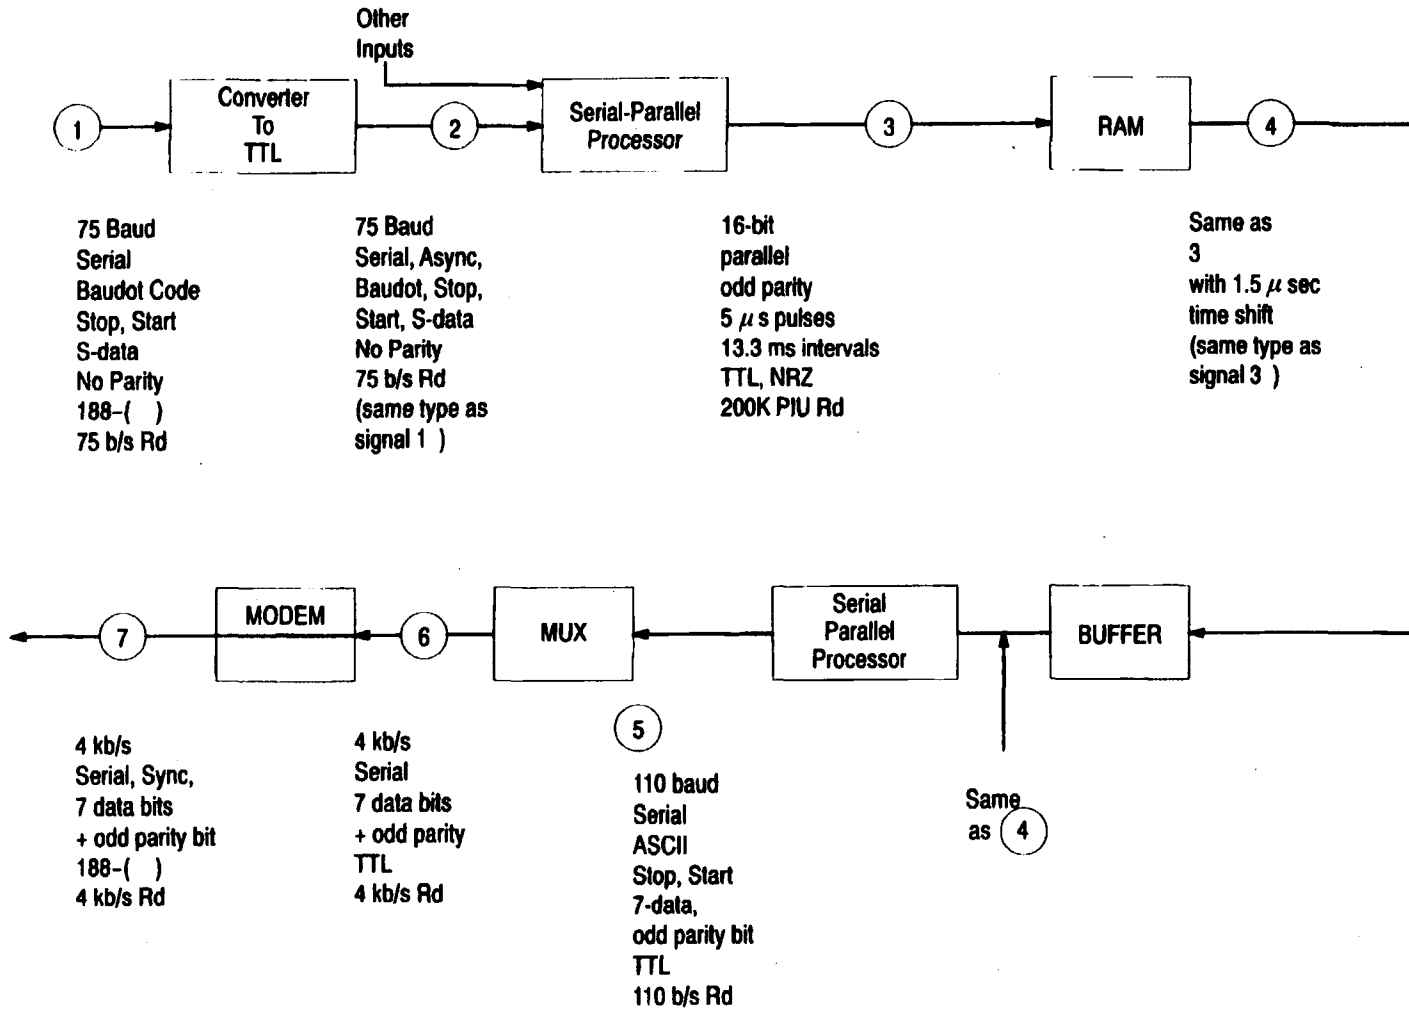 Other
Inputs
1
Converter
To
TTL
2
Serial-Parallel
Processor
3
RAM
4
75 Baud
Serial
Baudot Code
Stop, Start
S-data
No Parity
188-( )
75 b/s Rd
75 Baud
Serial, Async,
Baudot, Stop,
Start, S-data
No Parity
75 b/s Rd
(same type as
signal 1 )
16-bit
parallel
odd parity
5 μs pulses
13.3 ms intervals
TTL, NRZ
200K PIU Rd
Same as
3
with 1.5 μ sec
time shift
(same type as
signal 3 )
7
MODEM
6
MUX
Serial
Parallel
Processor
BUFFER
4 kb/s
Serial, Sync,
7 data bits
+ odd parity bit
188-( )
4 kb/s Rd
4 kb/s
Serial
7 data bits
+ odd parity
TTL
4 kb/s Rd
5
110 baud
Serial
ASCII
Stop, Start
7-data,
odd parity bit
TTL
110 b/s Rd
Same
as 4